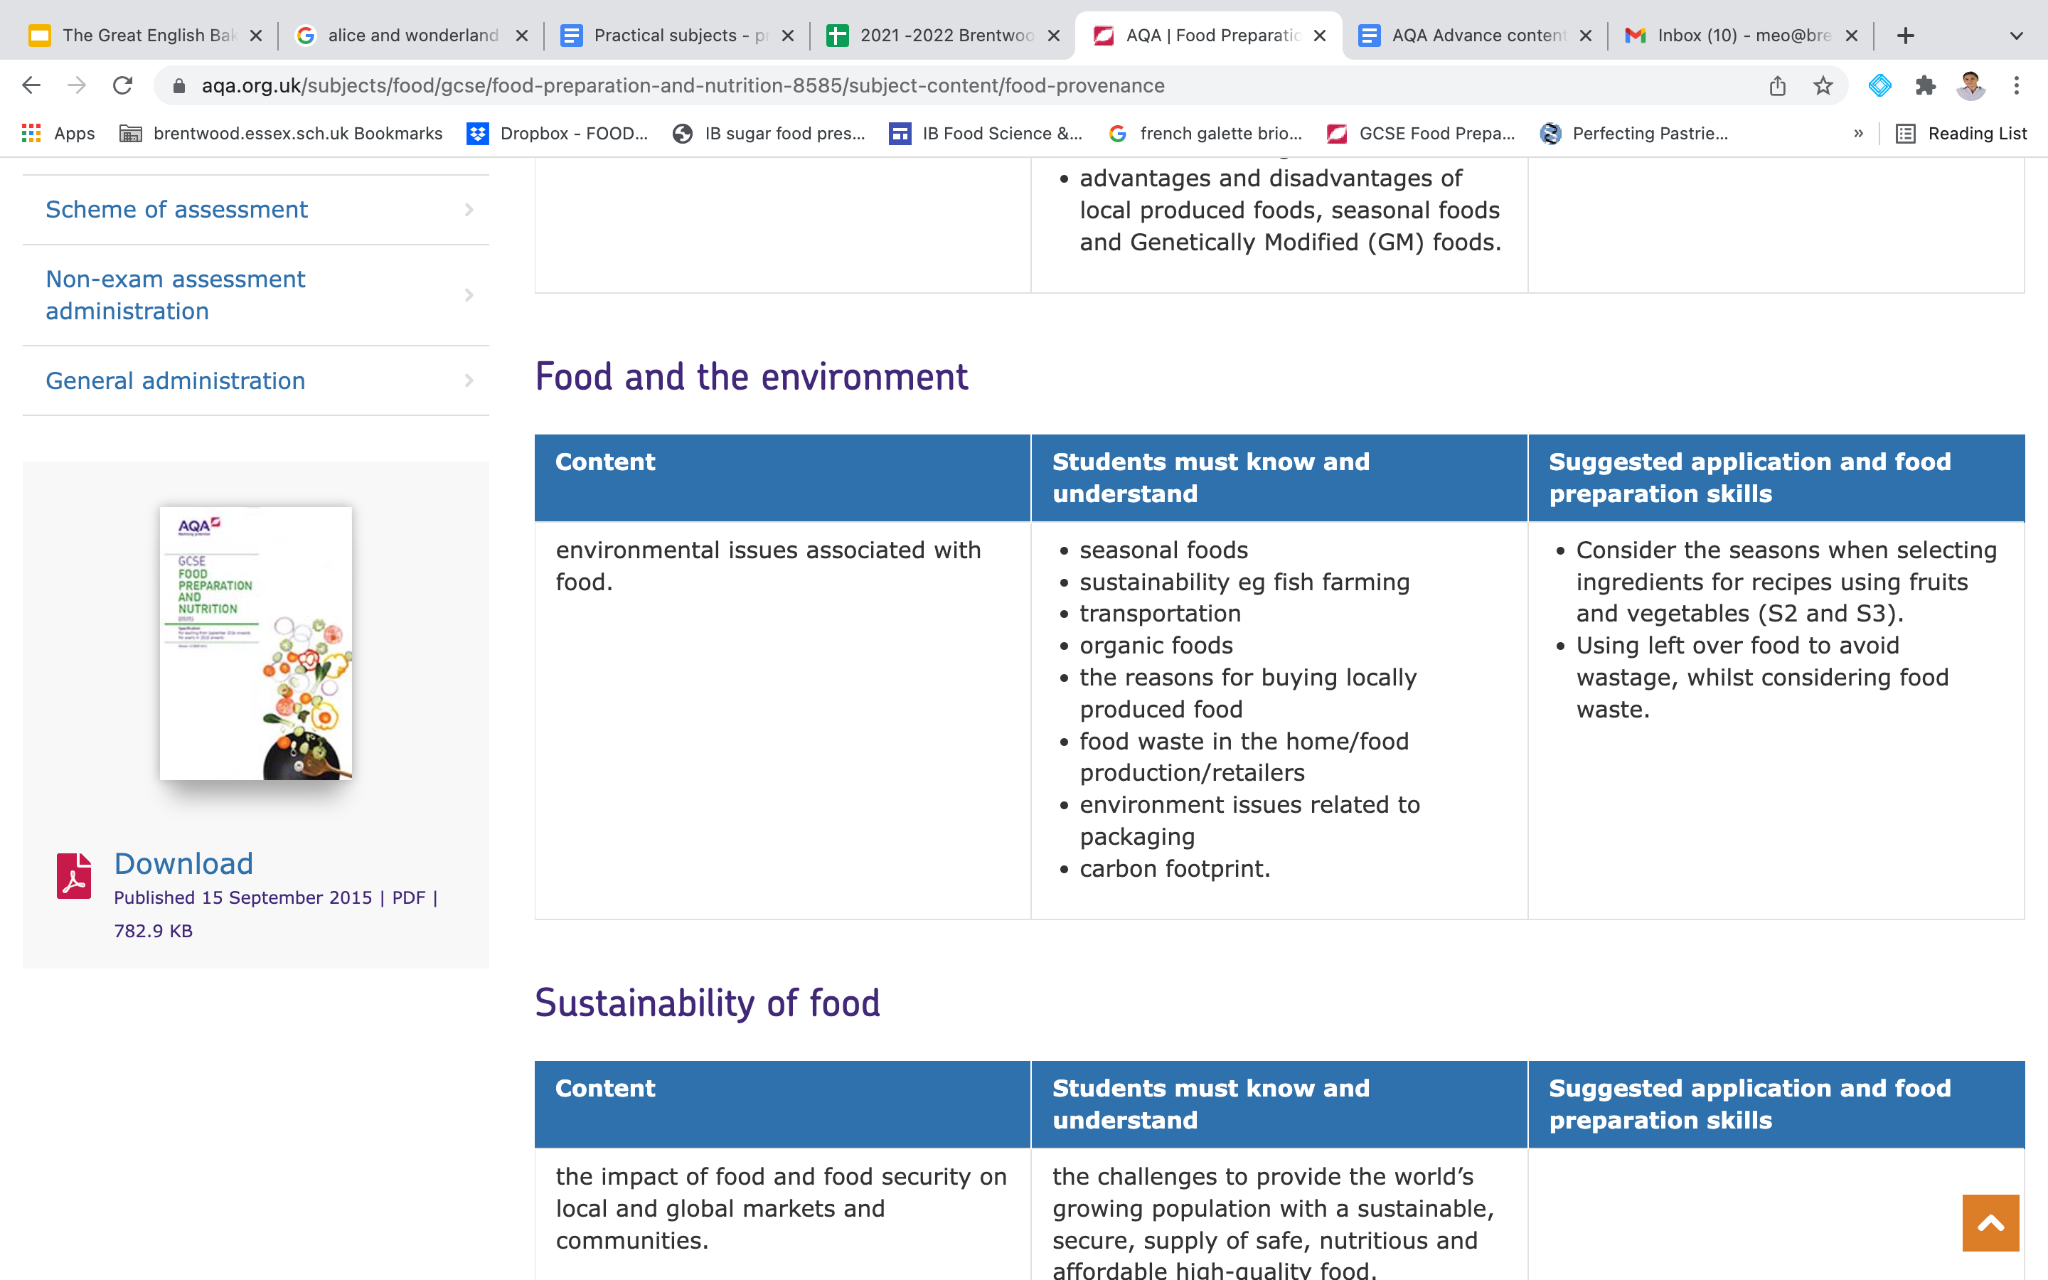 The Great English Bak
alice and wonderland
Practical subjects - pr
2021 -2022 Brentwoo
AQA | Food Preparatio
AQA Advance content
Inbox (10) - meo@bre
aqa.org.uk/subjects/food/gcse/food-preparation-and-nutrition-8585/subject-content/food-provenance
Apps
brentwood.essex.sch.uk Bookmarks
Dropbox - FOOD...
IB sugar food pres...
IB Food Science &...
french galette brio...
GCSE Food Prepa...
Perfecting Pastrie...
»
Reading List
Scheme of assessment
Non-exam assessment
administration
General administration
AQA
GCSE
FOOD
PREPARATION
AND
NUTRITION
Download
Published 15 September 2015 | PDF |
782.9 KB
• advantages and disadvantages of
local produced foods, seasonal foods
and Genetically Modified (GM) foods.
Food and the environment
Content
Students must know and
understand
Suggested application and food
preparation skills
environmental issues associated with
food.
• seasonal foods
• sustainability eg fish farming
• transportation
• organic foods
• the reasons for buying locally
produced food
• food waste in the home/food
production/retailers
• environment issues related to
packaging
• carbon footprint.
• Consider the seasons when selecting
ingredients for recipes using fruits
and vegetables (S2 and S3).
• Using left over food to avoid
wastage, whilst considering food
waste.
Sustainability of food
Content
Students must know and
understand
Suggested application and food
preparation skills
the impact of food and food security on
local and global markets and
communities.
the challenges to provide the world’s
growing population with a sustainable,
secure, supply of safe, nutritious and
affordable high-quality food.